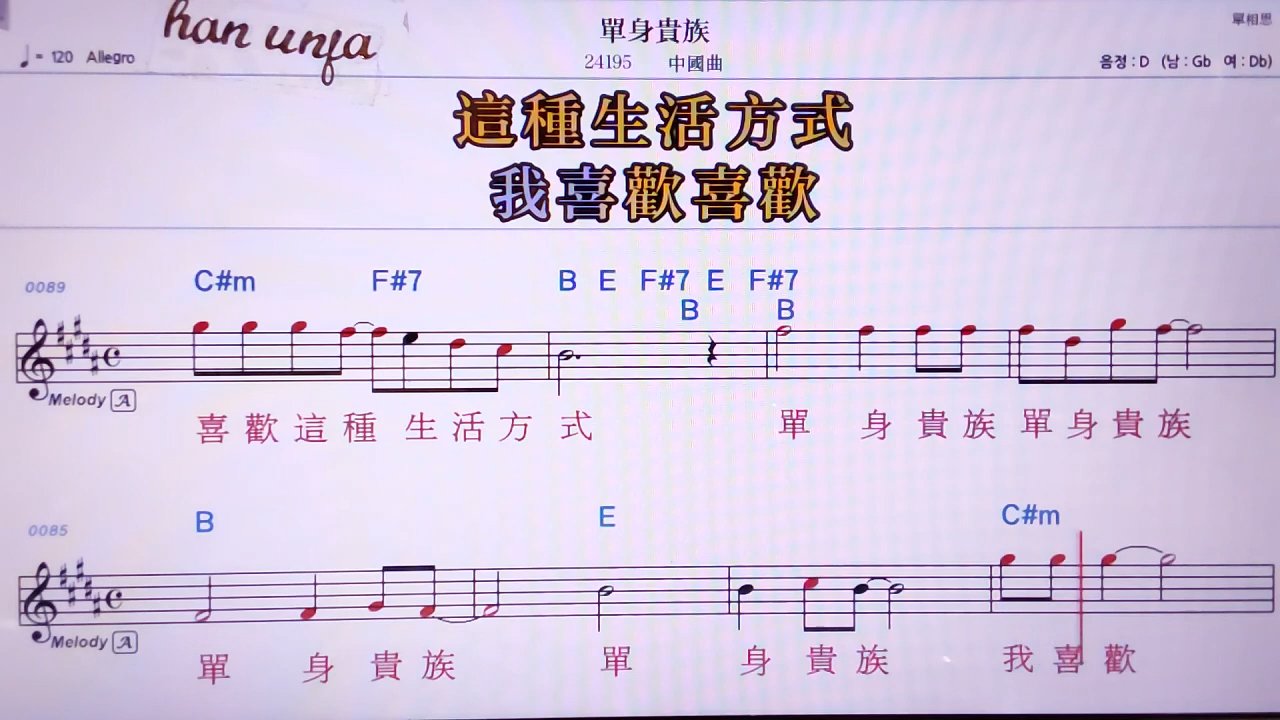 han unja
單身貴族
單相思
♩= 120 Allegro
24195 中國曲
음정 : D (남 : Gb 여 : Db)
這種生活方式
我喜歡喜歡
0089
C#m F#7 B E F#7 E F#7
B B
Melody A
喜歡這種 生活方 式 單 身 貴族 單身貴族
0085
B E C#m
Melody A
單 身 貴族 單 身 貴族 我喜歡